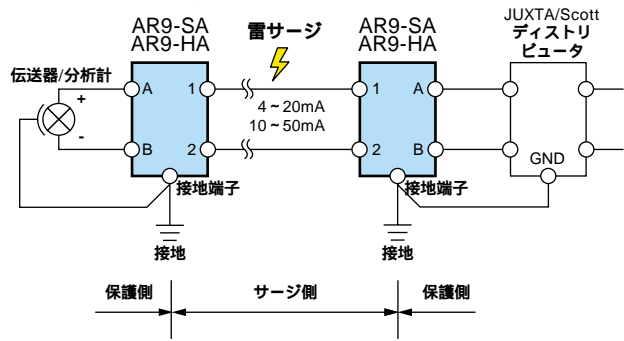 AR9-SA
AR9-HA
雷サージ
AR9-SA
AR9-HA
JUXTA/Scott
ディストリ
ビュータ
伝送器/分析計
+
-
A
1
B
2
4~20mA
10~50mA
1
A
2
B
GND
接地端子
接地端子
接地
接地
保護側
サージ側
保護側